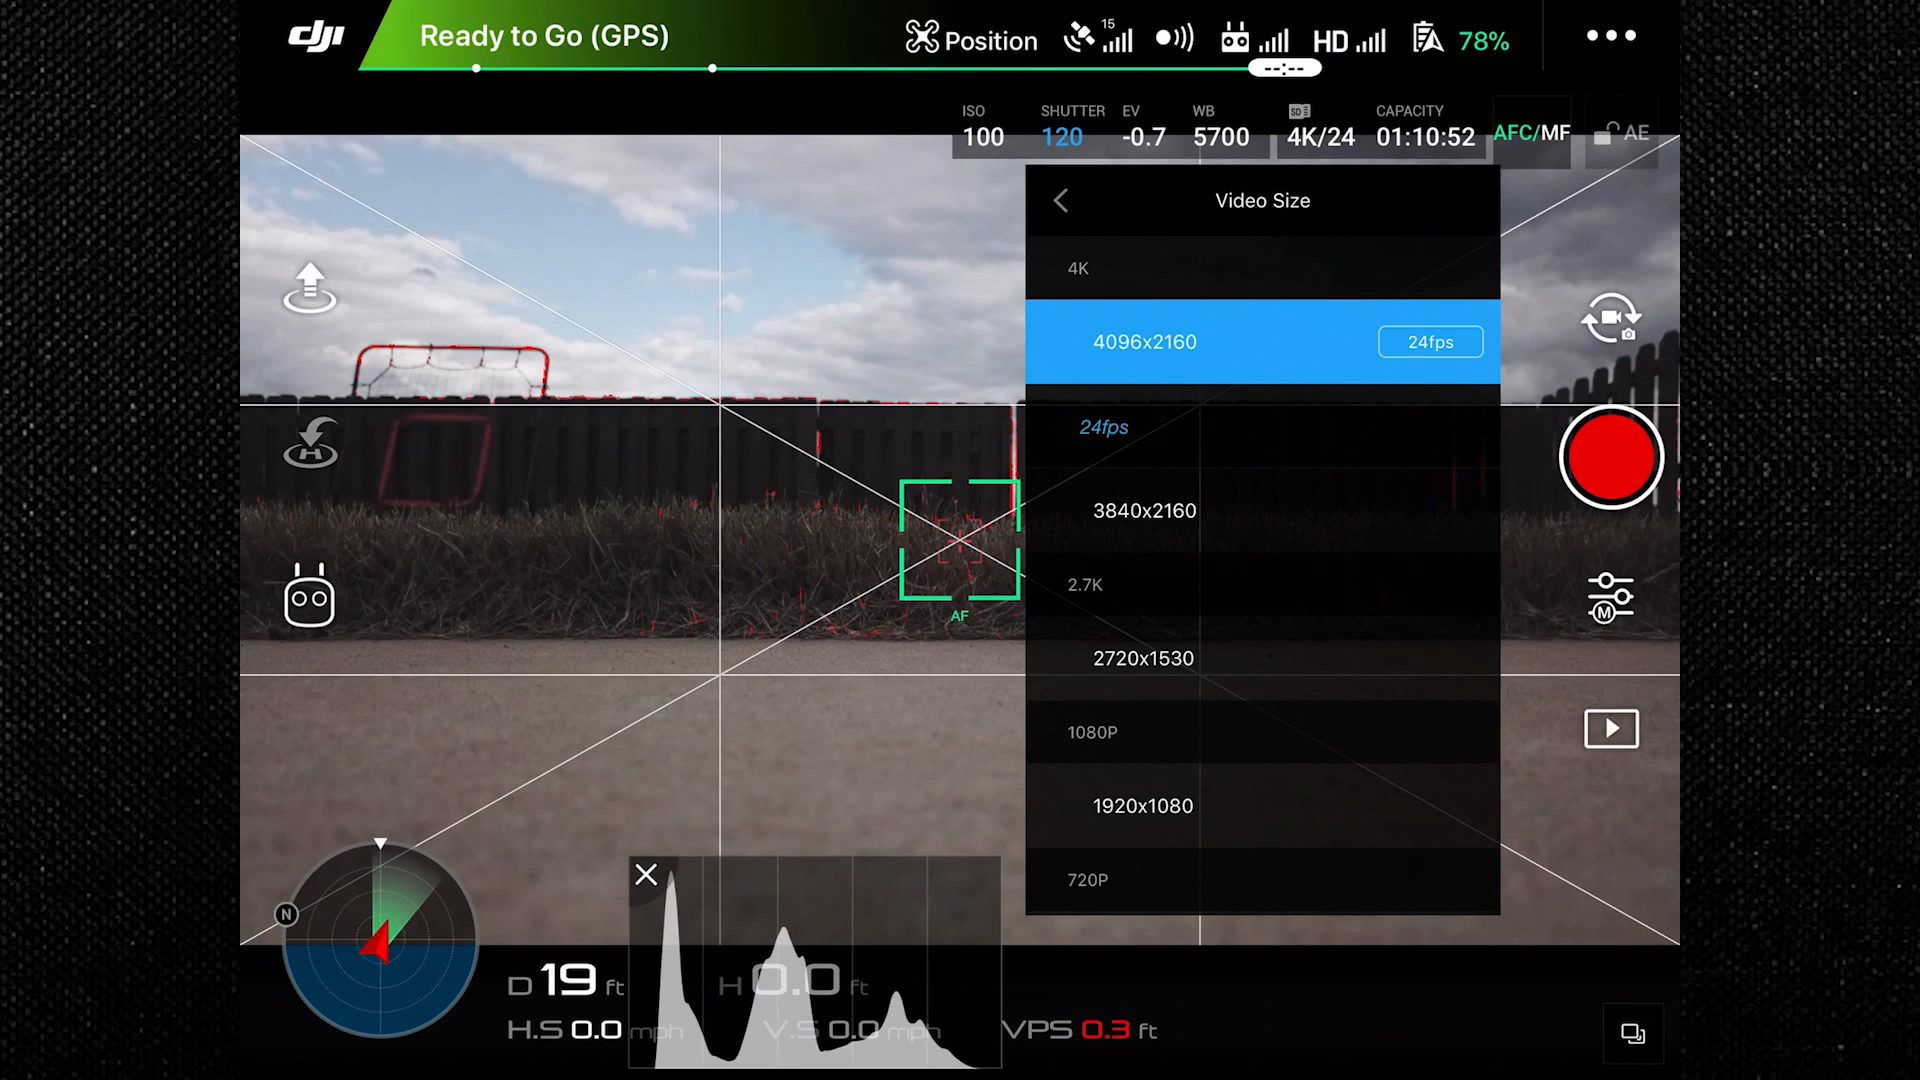 dji
Ready to Go (GPS)
Position
15
HD
78%
--:--
ISO
100
SHUTTER
120
EV
-0.7
WB
5700
SD
4K/24
CAPACITY
01:10:52
AFC/MF
AE
Video Size
4K
4096x2160
24fps
24fps
3840x2160
2.7K
2720x1530
1080P
1920x1080
720P
H
AF
M
N
D 19 ft
H 0.0 ft
H.S 0.0 mph
V.S 0.0 mph
VPS 0.3 ft